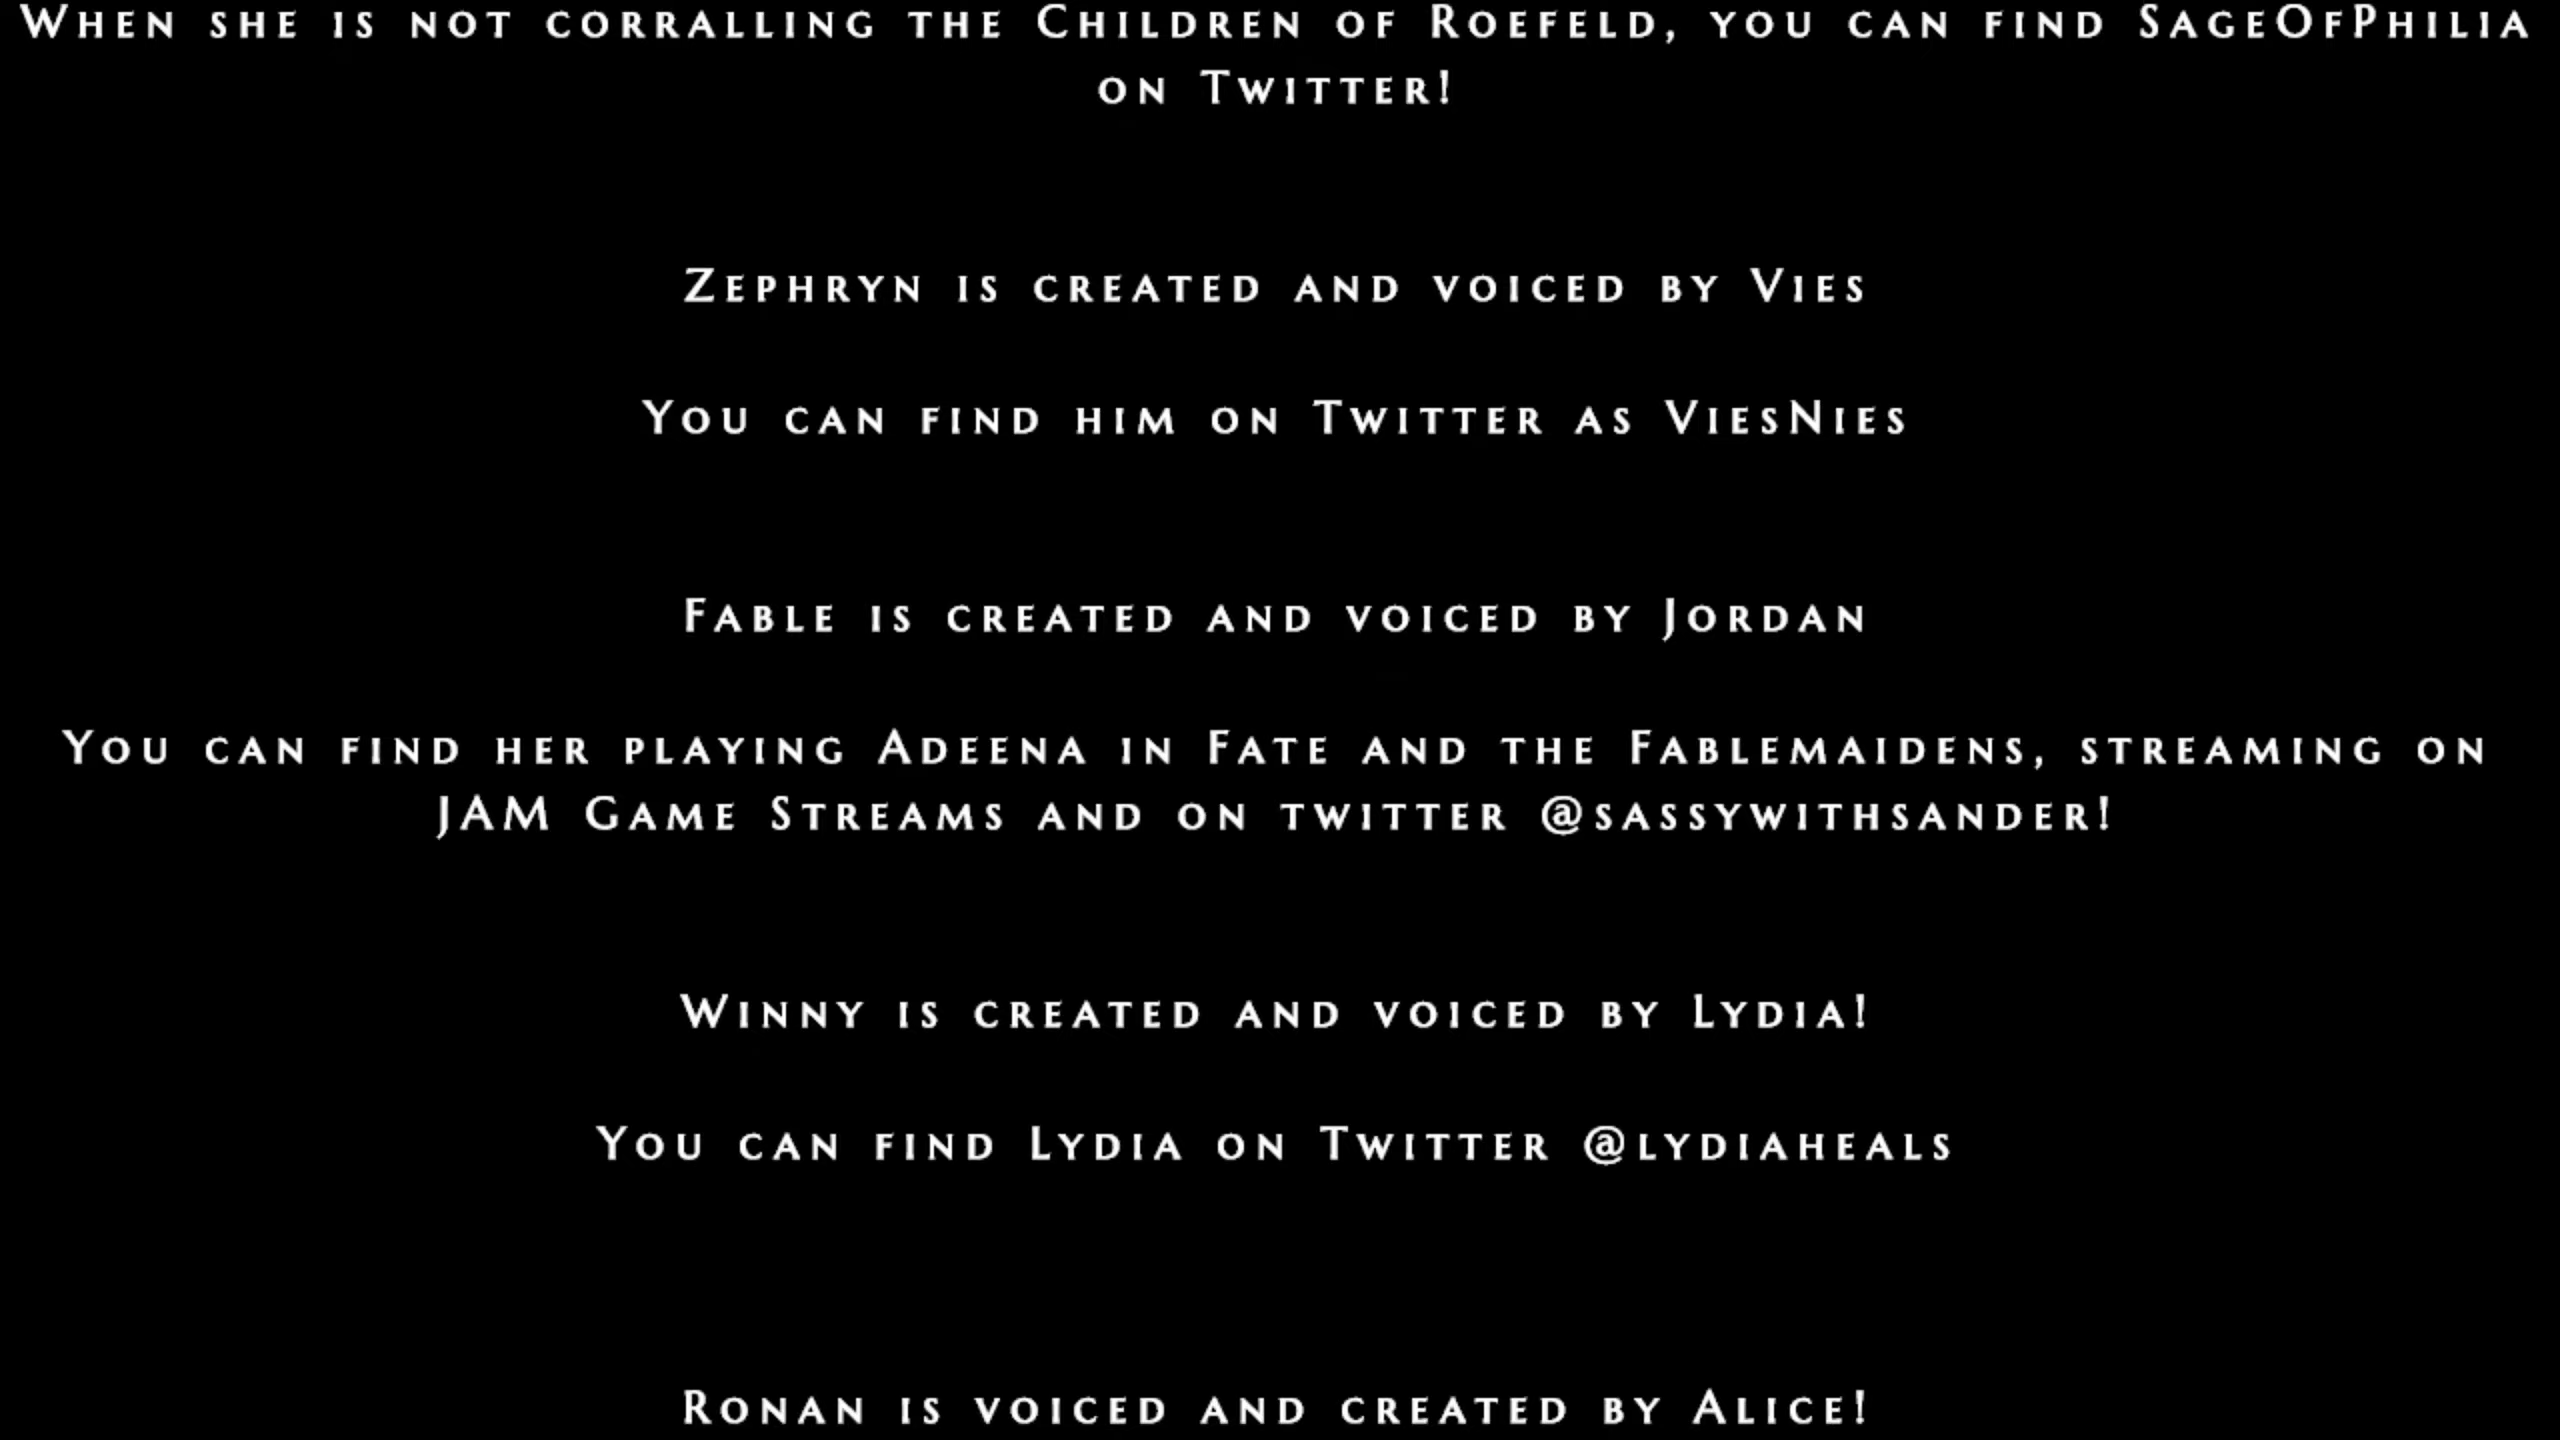 When she is not corralling the Children of Roefeld, you can find SageOfPhilia
on Twitter!
Zephryn is created and voiced by Vies
You can find him on Twitter as ViesNies
Fable is created and voiced by Jordan
You can find her playing Adeena in Fate and the Fablemaidens, streaming on
JAM Game Streams and on twitter @sassywithsander!
Winny is created and voiced by Lydia!
You can find Lydia on Twitter @lydiaheals
Ronan is voiced and created by Alice!